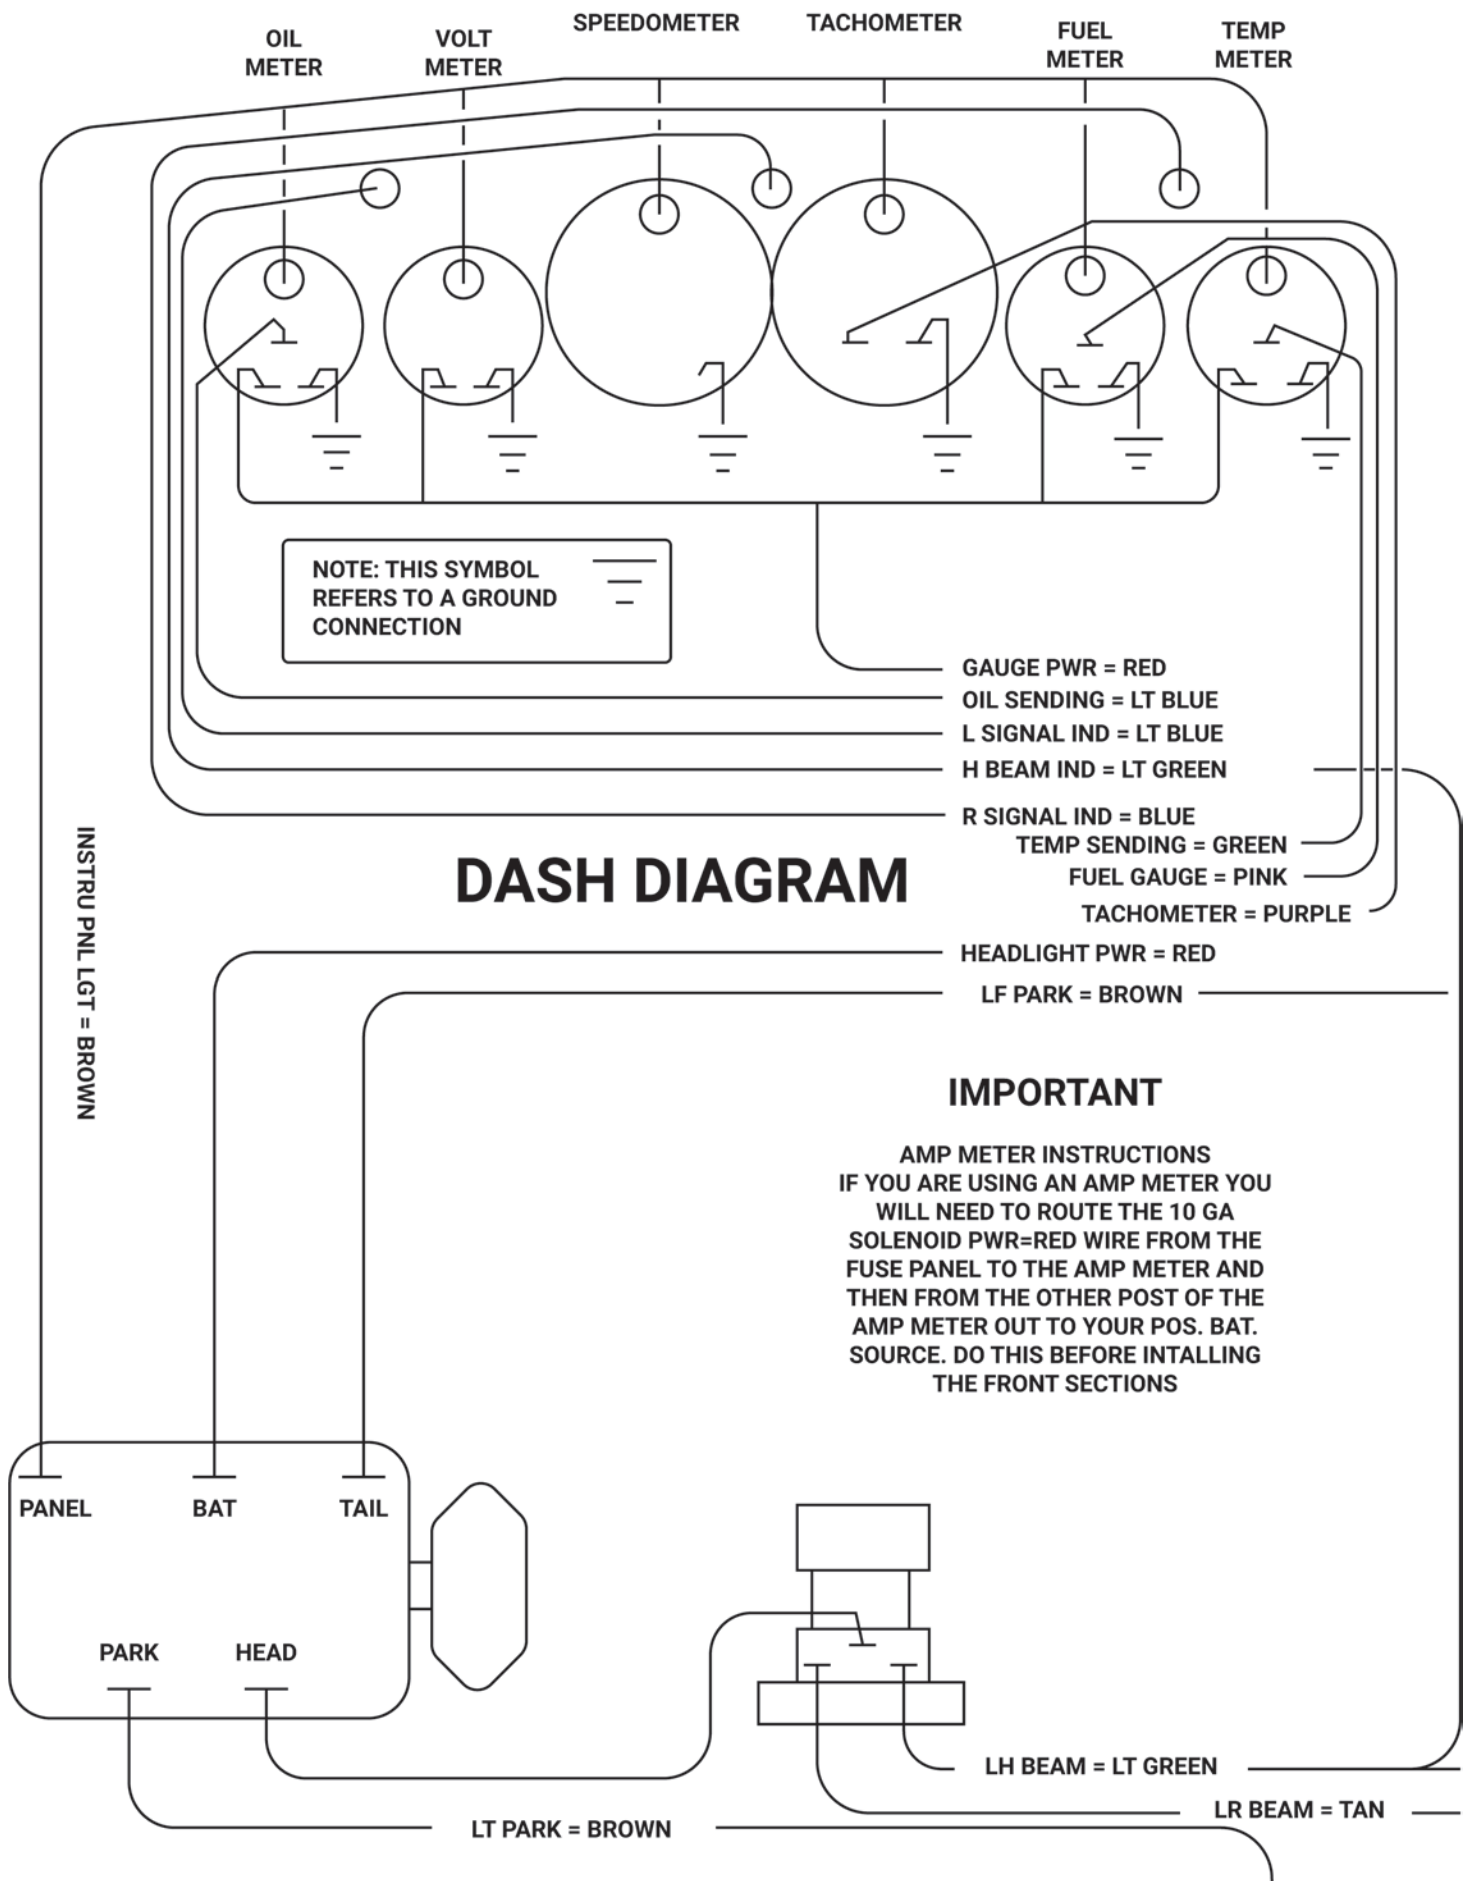 SPEEDOMETER
TACHOMETER
OIL
METER
VOLT
METER
FUEL
METER
TEMP
METER
NOTE: THIS SYMBOL
REFERS TO A GROUND
CONNECTION
GAUGE PWR = RED
OIL SENDING = LT BLUE
L SIGNAL IND = LT BLUE
H BEAM IND = LT GREEN
R SIGNAL IND = BLUE
TEMP SENDING = GREEN
FUEL GAUGE = PINK
TACHOMETER = PURPLE
DASH DIAGRAM
INSTRU PNL LGT = BROWN
HEADLIGHT PWR = RED
LF PARK = BROWN
IMPORTANT
AMP METER INSTRUCTIONS
IF YOU ARE USING AN AMP METER YOU
WILL NEED TO ROUTE THE 10 GA
SOLENOID PWR=RED WIRE FROM THE
FUSE PANEL TO THE AMP METER AND
THEN FROM THE OTHER POST OF THE
AMP METER OUT TO YOUR POS. BAT.
SOURCE. DO THIS BEFORE INTALLING
THE FRONT SECTIONS
PANEL
BAT
TAIL
PARK
HEAD
LH BEAM = LT GREEN
LR BEAM = TAN
LT PARK = BROWN